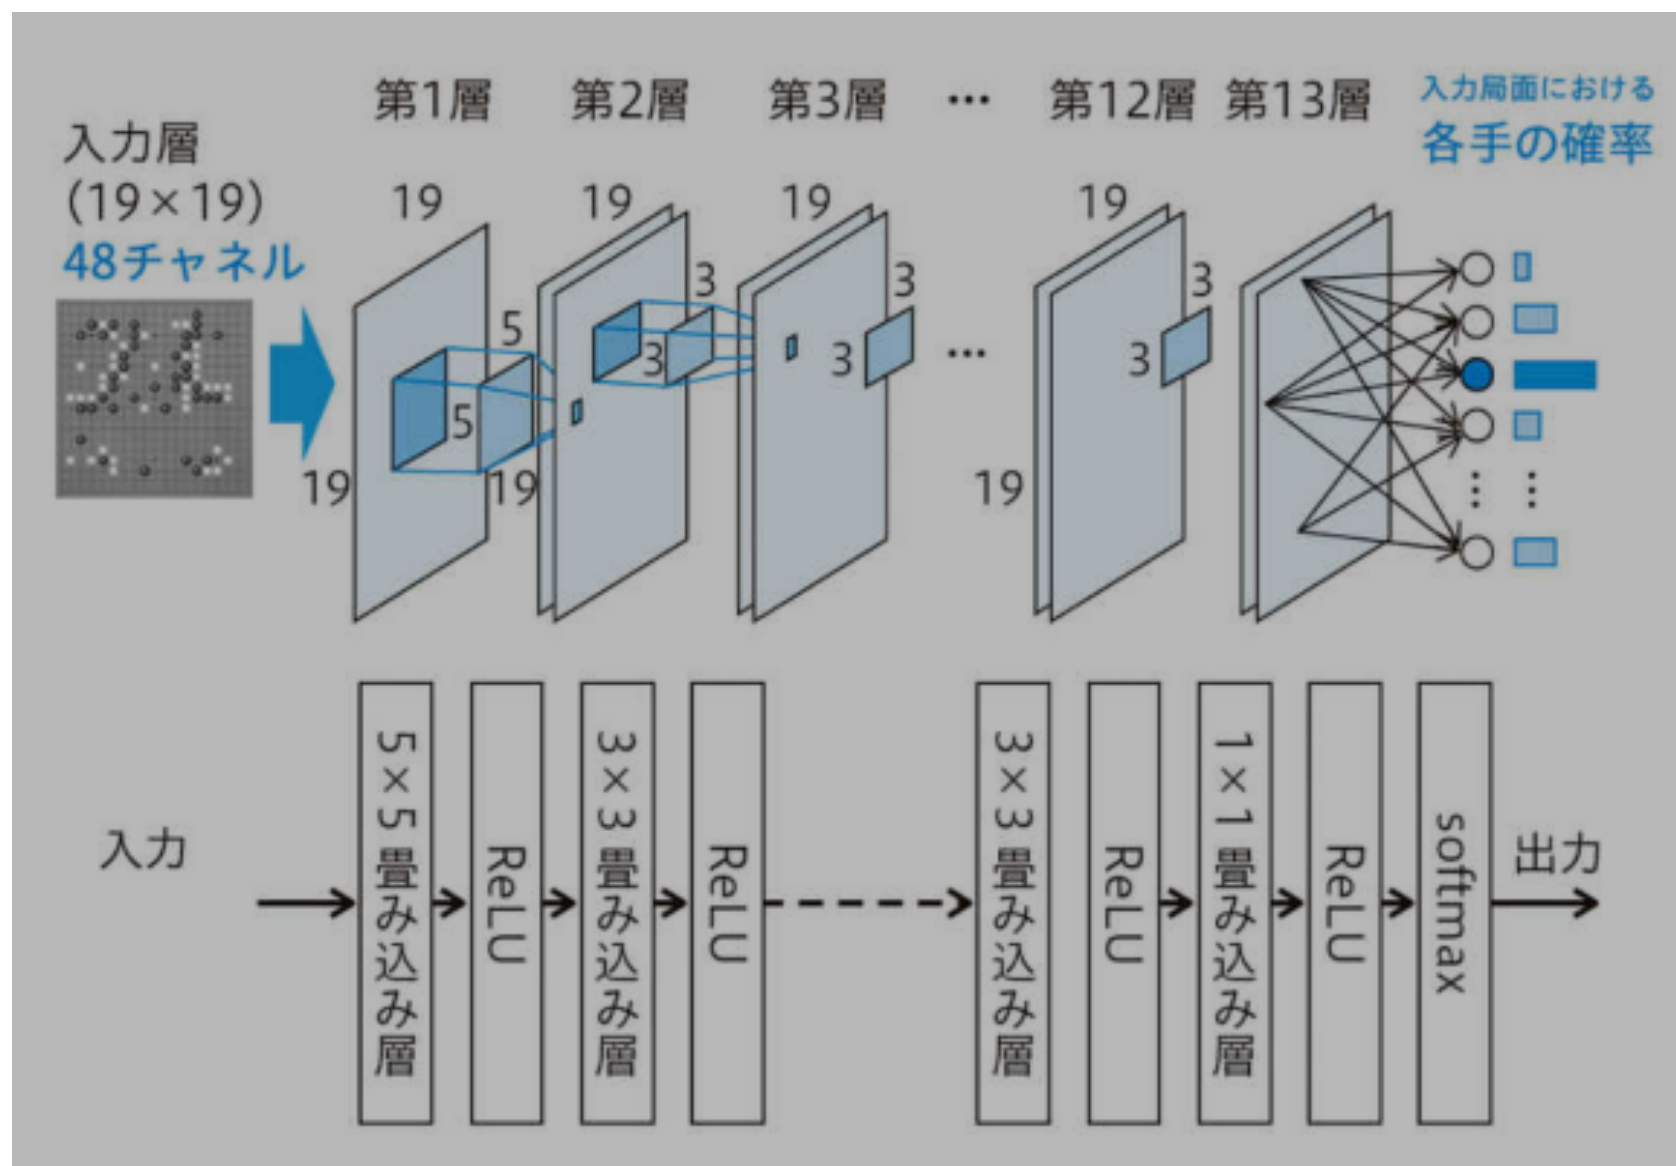 第1層
第2層
第3層
…
第12層
第13層
入力局面における
各手の確率
入力層
(19×19)
48チャネル
19
19
19
19
3
3
3
5
3
3
3
…
5
19
19
19
⋮
⋮
入力
5×5畳み込み層
ReLU
3×3畳み込み層
ReLU
3×3畳み込み層
ReLU
1×1畳み込み層
ReLU
softmax
出力